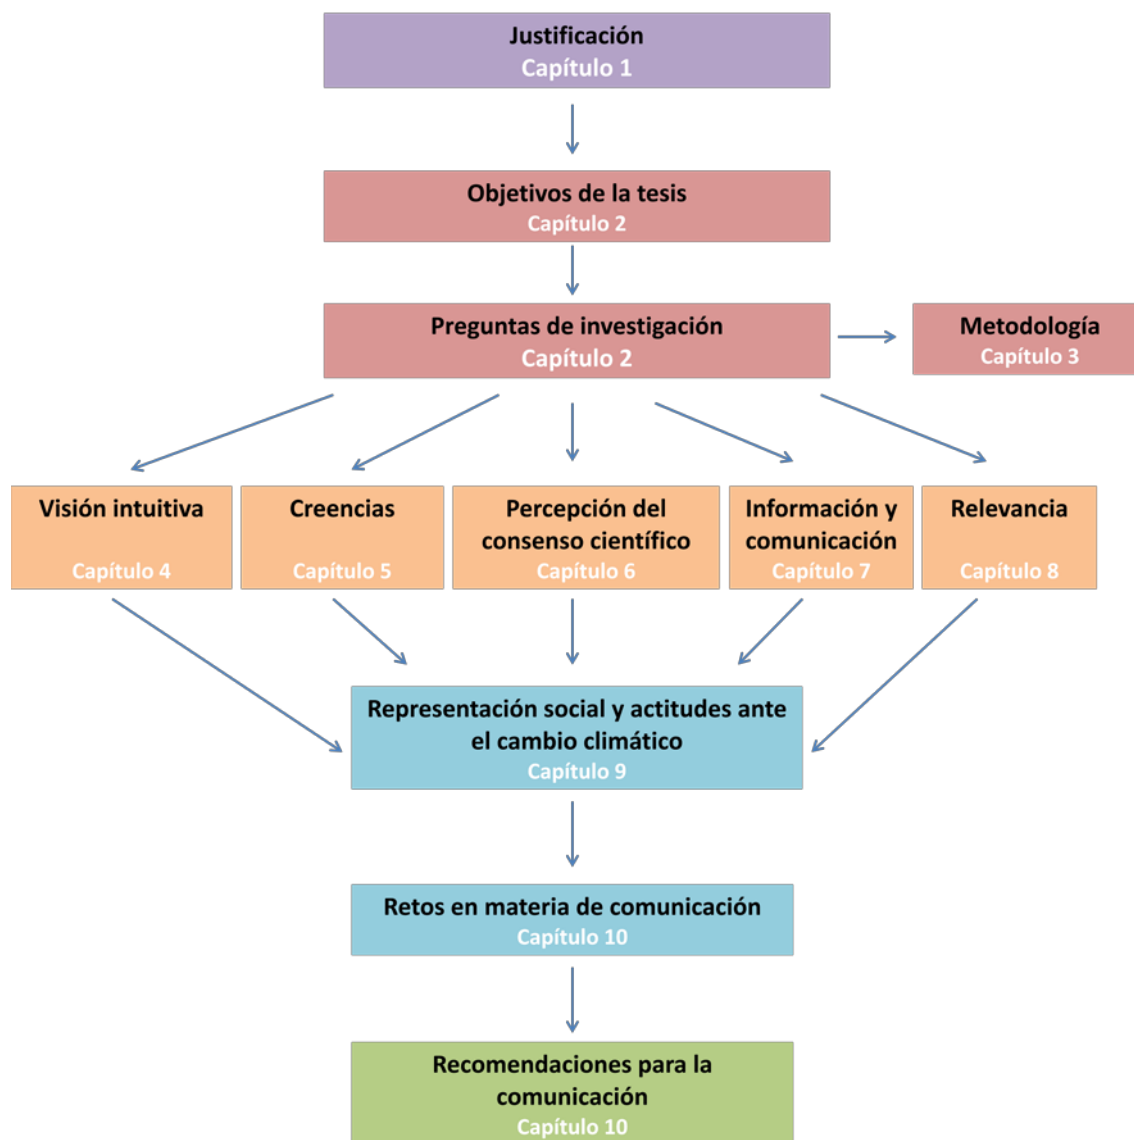 Justificación
Capítulo 1
Objetivos de la tesis
Capítulo 2
Preguntas de investigación
Capítulo 2
Metodología
Capítulo 3
Visión intuitiva
Capítulo 4
Creencias
Capítulo 5
Percepción del
consenso científico
Capítulo 6
Información y
comunicación
Capítulo 7
Relevancia
Capítulo 8
Representación social y actitudes ante
el cambio climático
Capítulo 9
Retos en materia de comunicación
Capítulo 10
Recomendaciones para la
comunicación
Capítulo 10